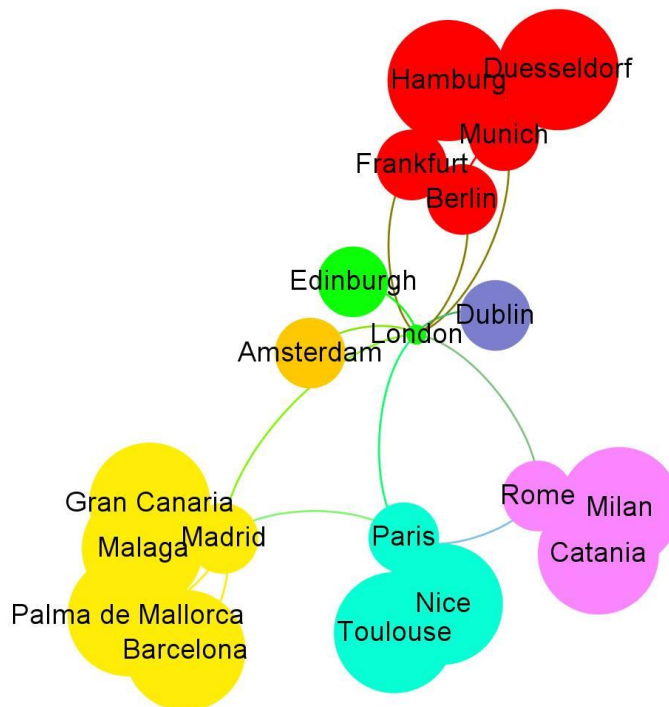 Duesseldorf
Hamburg
Munich
Frankfurt
Berlin
Edinburgh
Dublin
London
Amsterdam
Rome
Gran Canaria
Milan
Madrid
Paris
Malaga
Catania
Nice
Palma de Mallorca
Toulouse
Barcelona